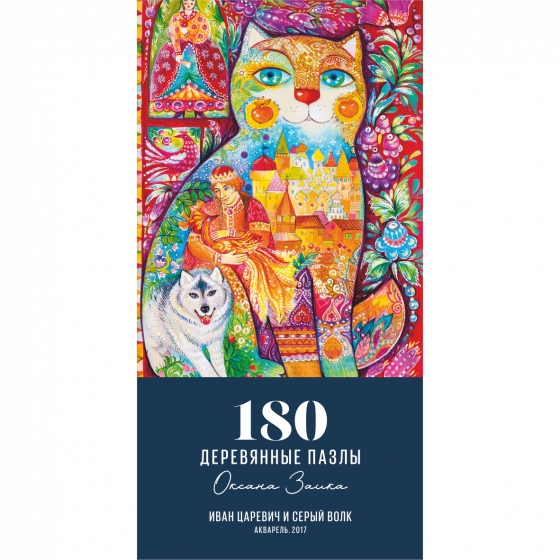 180
ДЕРЕВЯННЫЕ ПАЗЛЫ
Оксана Заика
ИВАН ЦАРЕВИЧ И СЕРЫЙ ВОЛК
АКВАРЕЛЬ. 2017